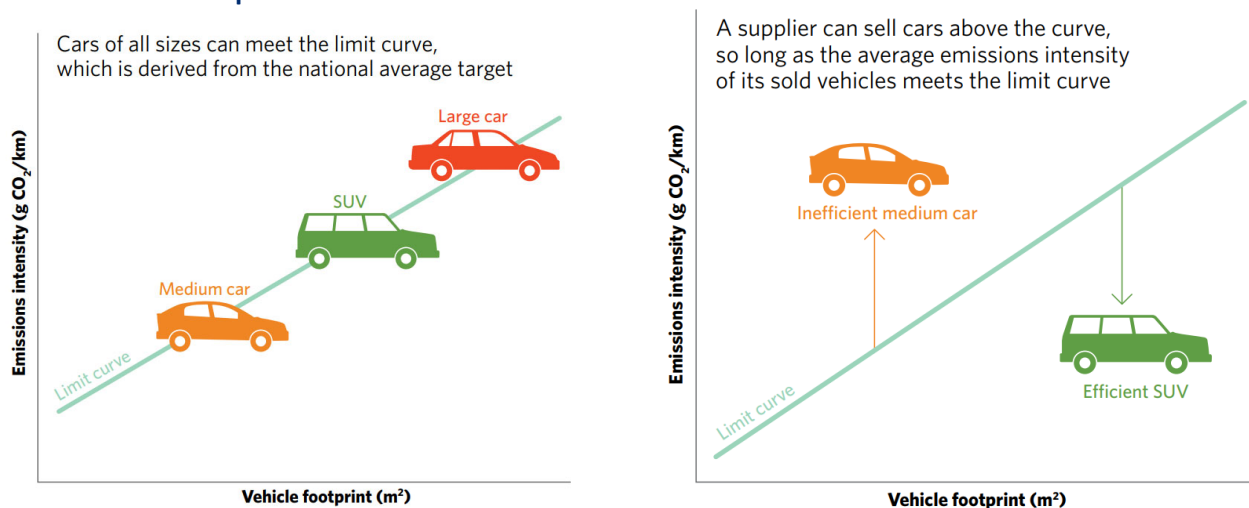 Cars of all sizes can meet the limit curve,
which is derived from the national average target
Large car
SUV
Medium car
Limit curve
Emissions intensity (g CO₂/km)
Vehicle footprint (m²)
A supplier can sell cars above the curve,
so long as the average emissions intensity
of its sold vehicles meets the limit curve
Inefficient medium car
Efficient SUV
Limit curve
Emissions intensity (g CO₂/km)
Vehicle footprint (m²)